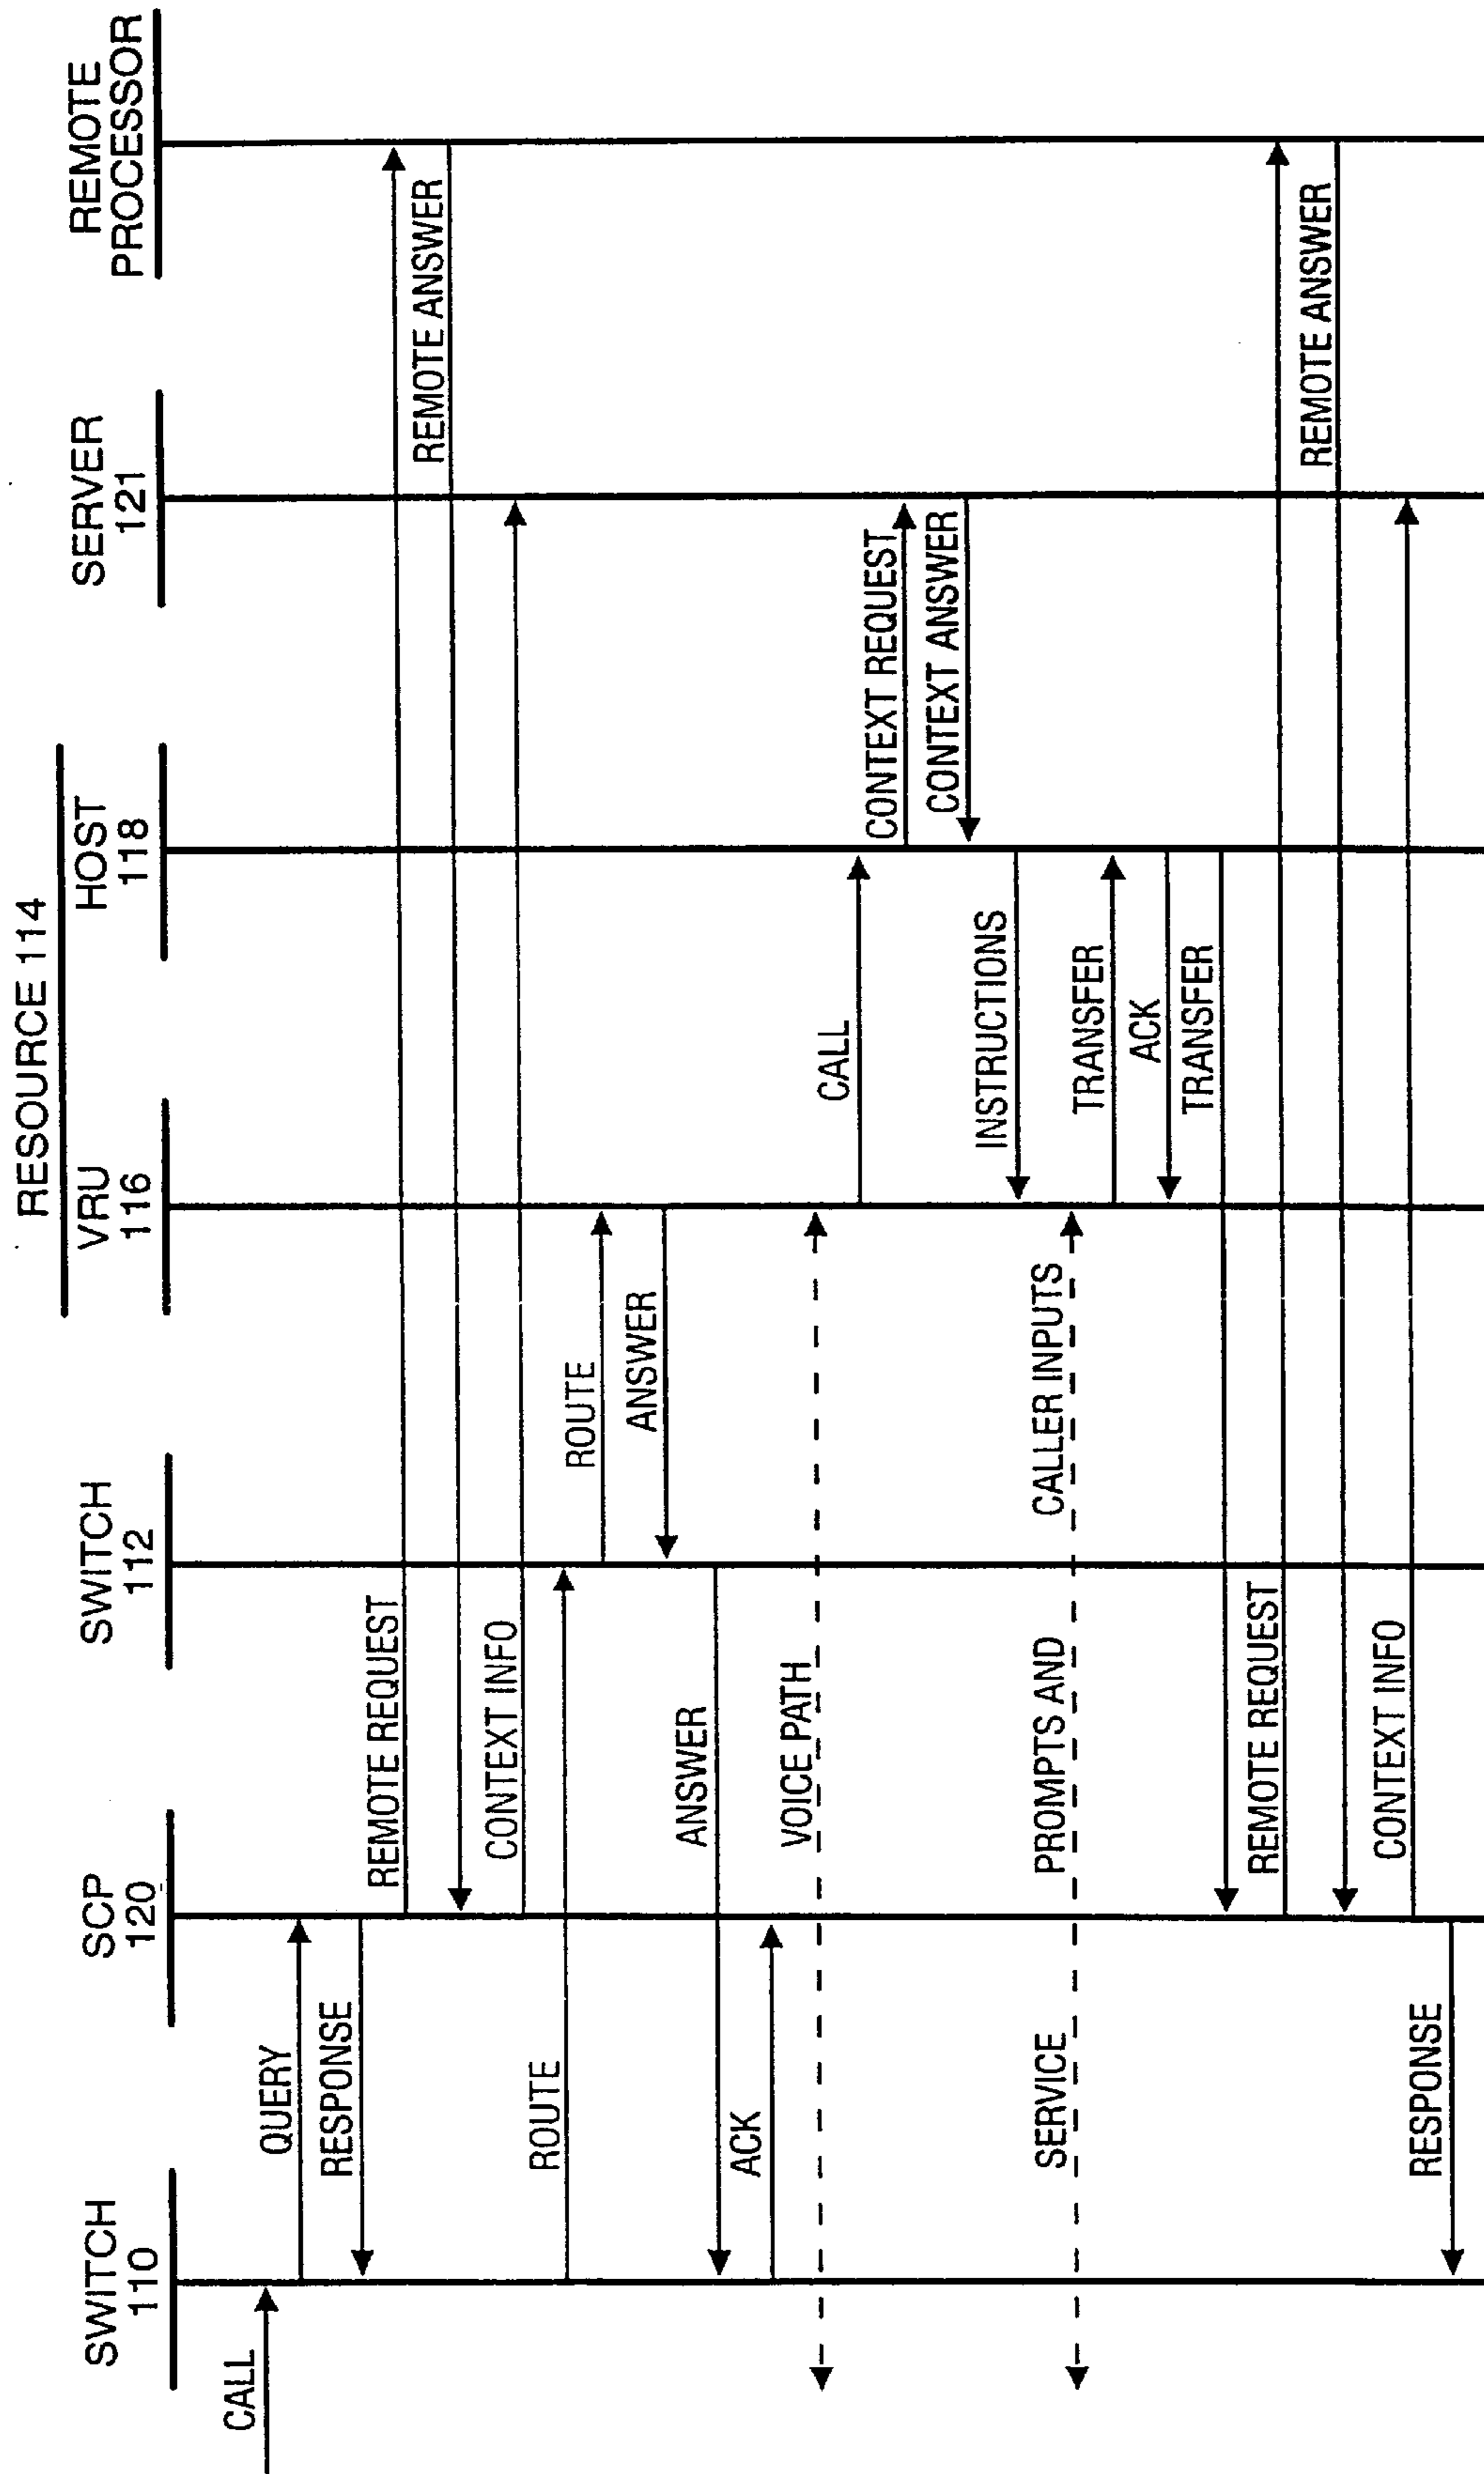 RESOURCE 114
SWITCH
110
SCP
120
SWITCH
112
VRU
116
HOST
118
SERVER
121
REMOTE
PROCESSOR
CALL
QUERY
RESPONSE
REMOTE REQUEST
REMOTE ANSWER
CONTEXT INFO
ROUTE
ROUTE
ANSWER
ANSWER
ACK
VOICE PATH
CALL
CONTEXT REQUEST
CONTEXT ANSWER
INSTRUCTIONS
SERVICE PROMPTS AND CALLER INPUTS
TRANSFER
ACK
TRANSFER
REMOTE REQUEST
REMOTE ANSWER
CONTEXT INFO
RESPONSE